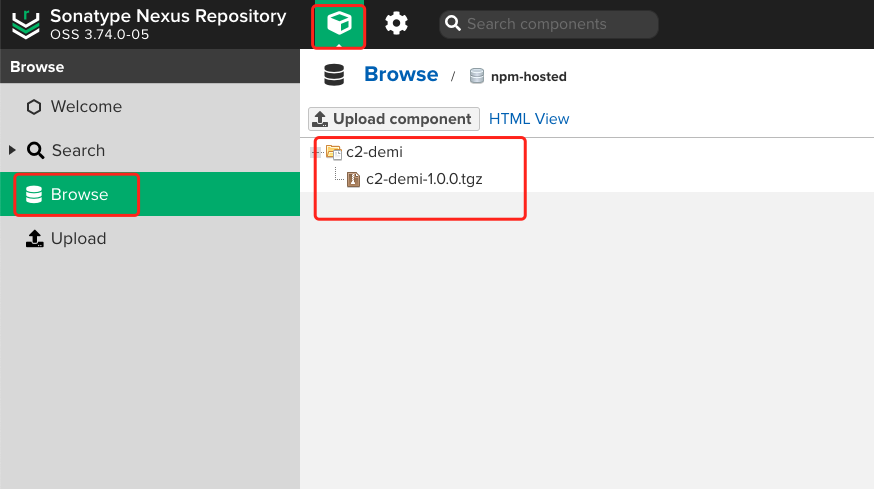 Sonatype Nexus Repository
OSS 3.74.0-05
Search components
Browse
Welcome
Search
Browse
Upload
Browse / npm-hosted
Upload component HTML View
c2-demi
c2-demi-1.0.0.tgz